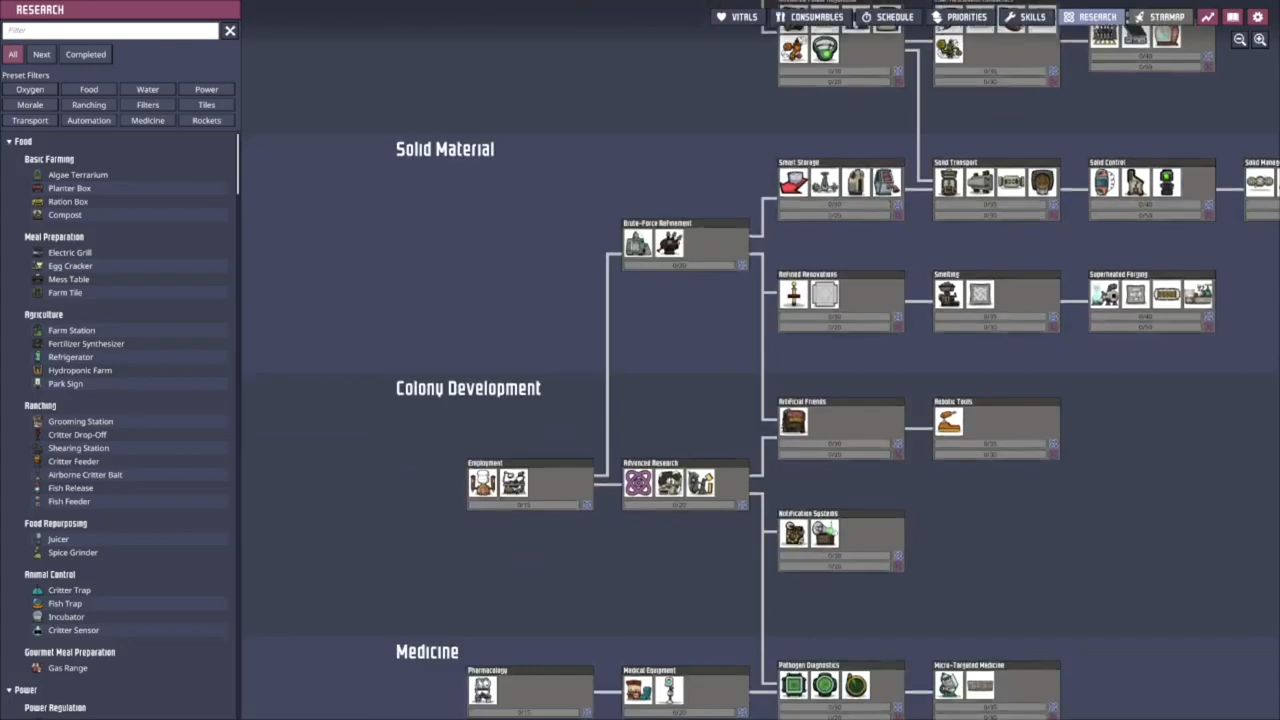 RESEARCH
VITALS
CONSUMABLES
SCHEDULE
PRIORITIES
SKILLS
RESEARCH
STARMAP
Filter
All
Next
Completed
Preset Filters
Oxygen
Food
Water
Power
Morale
Ranching
Filters
Tiles
Transport
Automation
Medicine
Rockets
Food
Basic Farming
Algae Terrarium
Planter Box
Ration Box
Compost
Meal Preparation
Electric Grill
Egg Cracker
Mess Table
Farm Tile
Agriculture
Farm Station
Fertilizer Synthesizer
Refrigerator
Hydroponic Farm
Park Sign
Ranching
Grooming Station
Critter Drop-Off
Shearing Station
Critter Feeder
Airborne Critter Bait
Fish Release
Fish Feeder
Food Repurposing
Juicer
Spice Grinder
Animal Control
Critter Trap
Fish Trap
Incubator
Critter Sensor
Gourmet Meal Preparation
Gas Range
Power
Power Regulation
Solid Material
Smart Storage
Solid Transport
Solid Control
Brute-Force Refinement
Refined Renovations
Smelting
Superheated Forging
Colony Development
Artificial Friends
Robotic Tools
Employment
Advanced Research
Notification Systems
Medicine
Pharmacology
Medical Equipment
Pathogen Diagnostics
Micro-Targeted Medicine